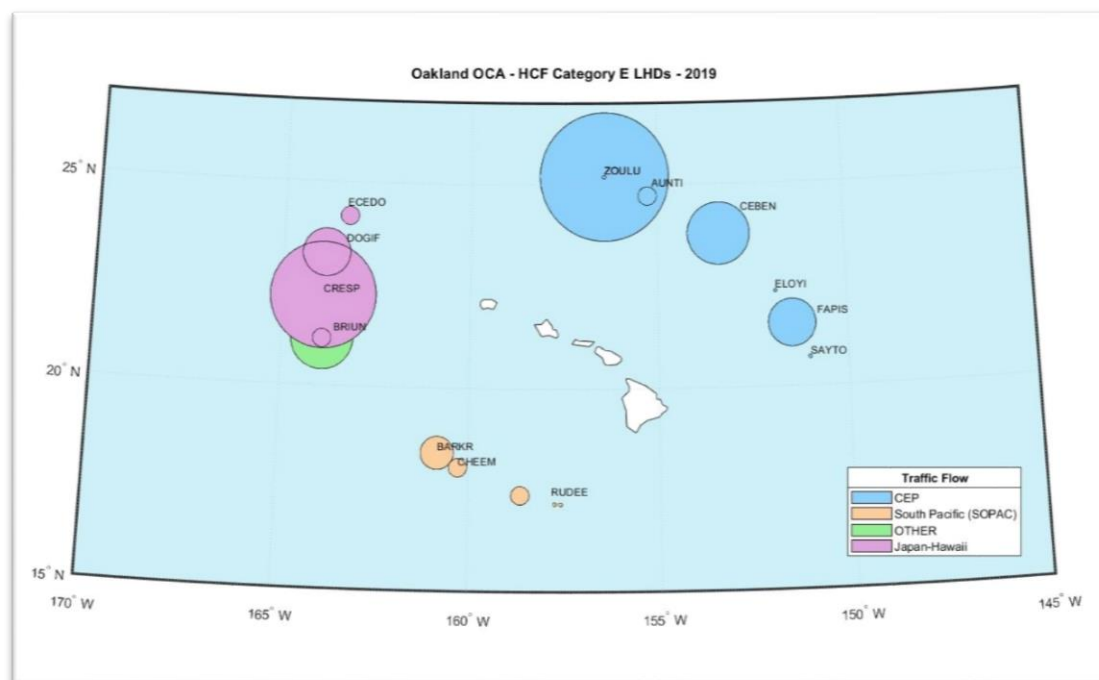 Oakland OCA - HCF Category E LHDs - 2019
25° N
ZOULU
AUNTI
ECEDO
CEBEN
DOGIF
CRESP
ELOYI
FAPIS
BRIUN
SAYTO
20° N
BARKR
CHEEM
RUDEE
Traffic Flow
CEP
South Pacific (SOPAC)
OTHER
Japan-Hawaii
15° N
170° W
165° W
160° W
155° W
150° W
145° W